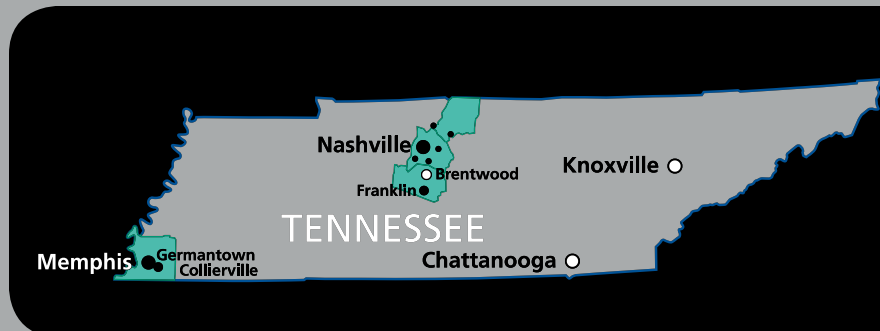 Nashville
Knoxville
Brentwood
Franklin
TENNESSEE
Germantown
Memphis
Collierville
Chattanooga